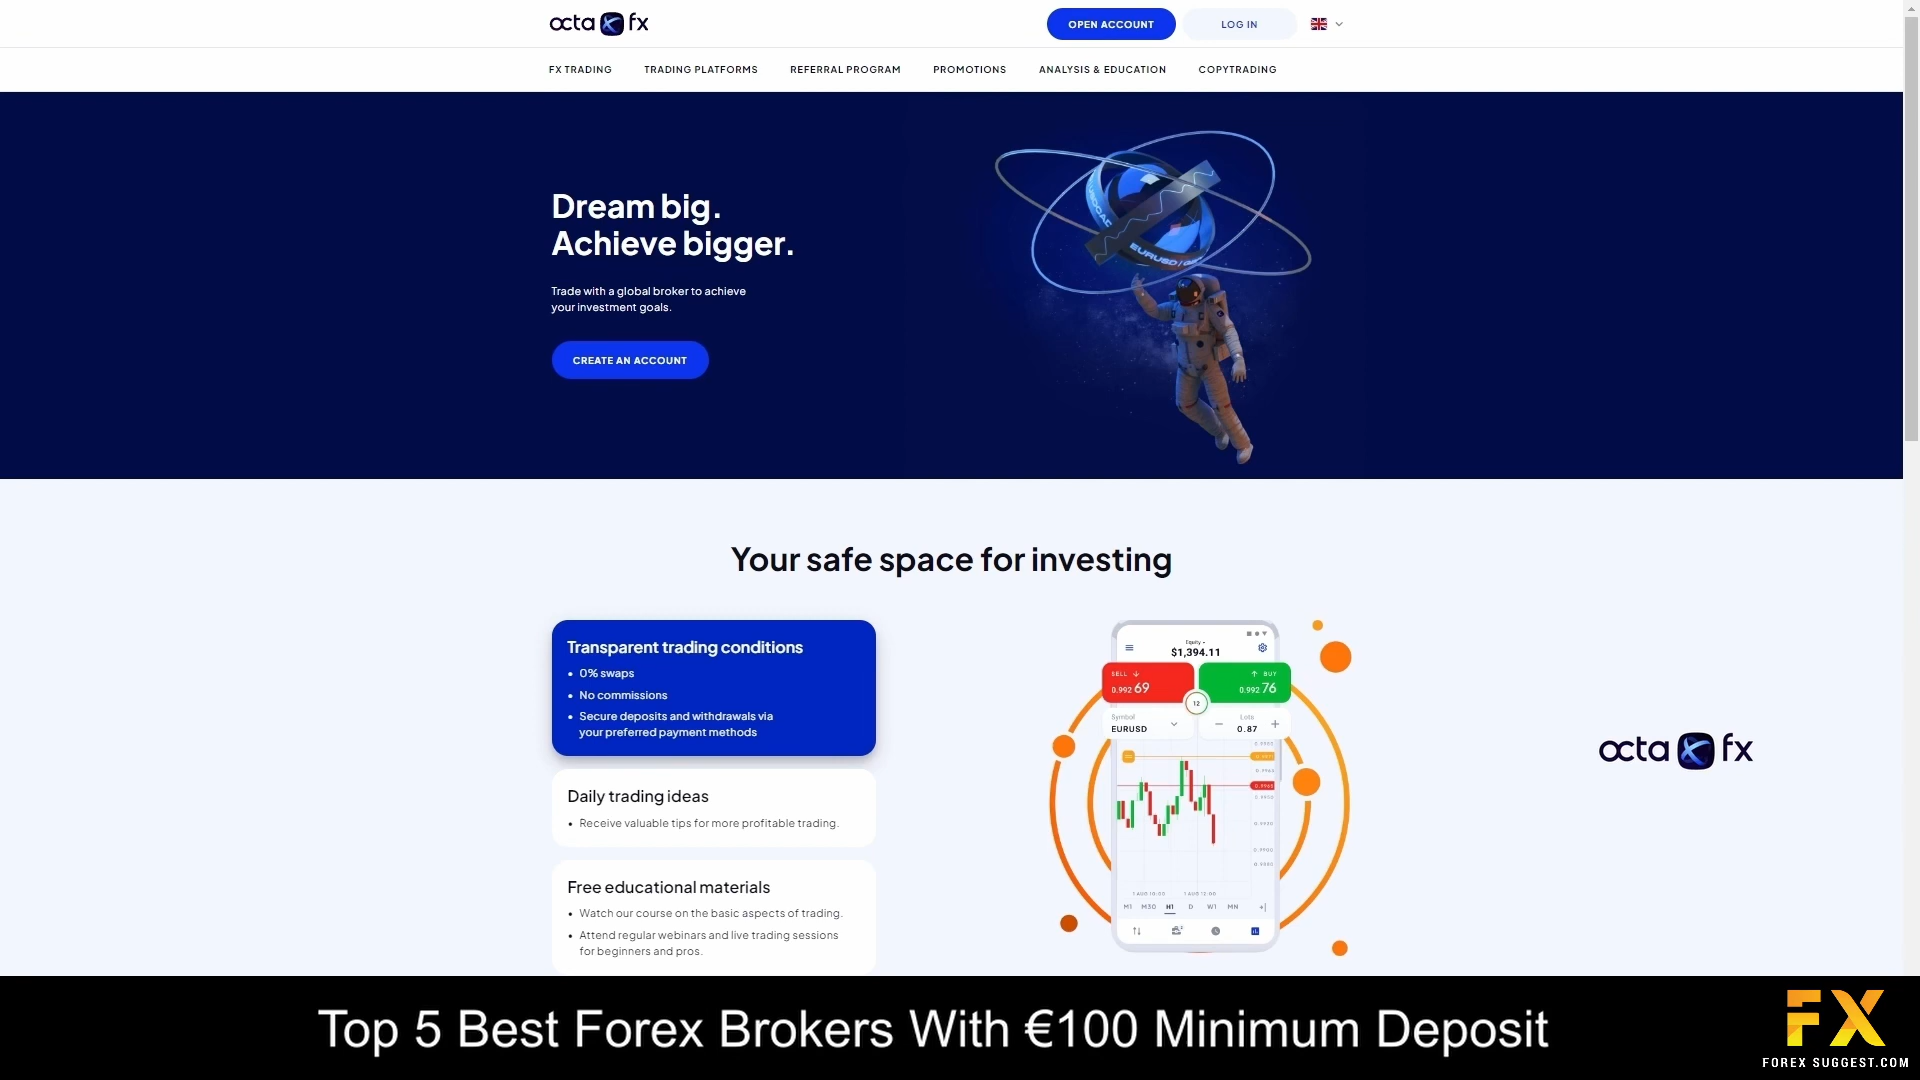 octa fx
OPEN ACCOUNT
LOG IN
FX TRADING
TRADING PLATFORMS
REFERRAL PROGRAM
PROMOTIONS
ANALYSIS & EDUCATION
COPYTRADING
Dream big.
Achieve bigger.
Trade with a global broker to achieve
your investment goals.
CREATE AN ACCOUNT
USDCAD
EURUSD
Your safe space for investing
Transparent trading conditions
• 0% swaps
• No commissions
• Secure deposits and withdrawals via
your preferred payment methods
Daily trading ideas
• Receive valuable tips for more profitable trading.
Free educational materials
• Watch our course on the basic aspects of trading.
• Attend regular webinars and live trading sessions
for beginners and pros.
Equity
$1,394.11
SELL
0.992 69
BUY
0.992 76
12
Symbol
EURUSD
Lots
0.87
M1 M30 H1 D W1 MN
octa fx
Top 5 Best Forex Brokers With €100 Minimum Deposit
FX
FOREX SUGGEST.COM